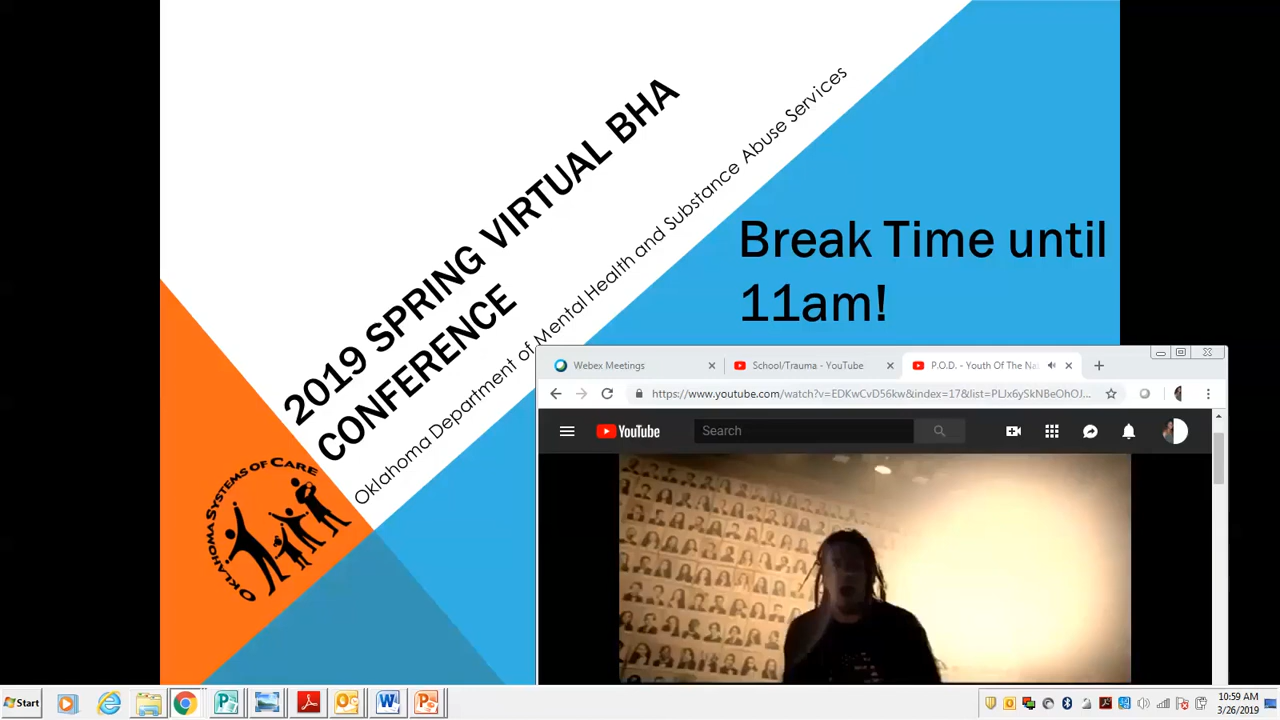 2019 SPRING VIRTUAL BHA
CONFERENCE
Oklahoma Department of Mental Health and Substance Abuse Services
OKLAHOMA SYSTEMS OF CARE
Break Time until
11am!
Webex Meetings
School/Trauma - YouTube
P.O.D. - Youth Of The Na
https://www.youtube.com/watch?v=EDKwCvD56kw&index=17&list=PLJx6ySkNBeOhOJ...
YouTube
Search
Start
10:59 AM
3/26/2019